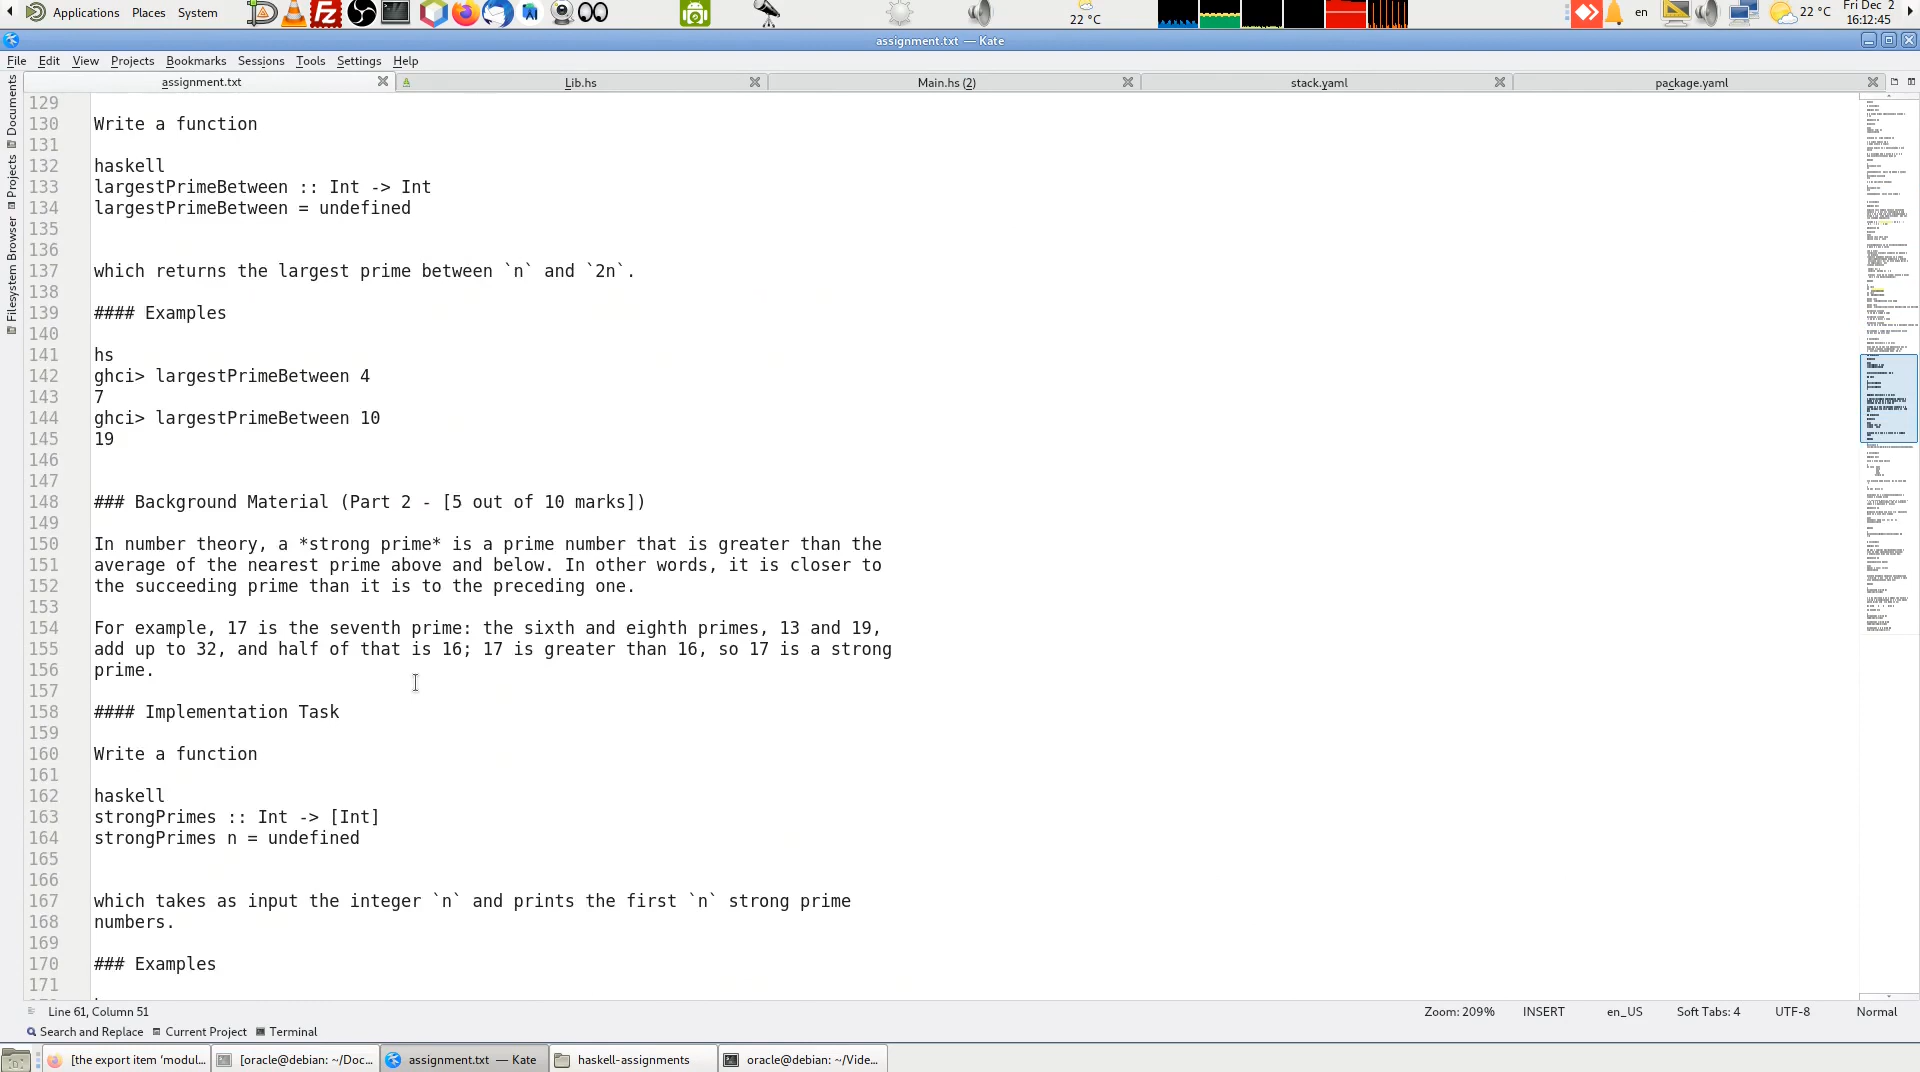 Applications Places System
22 °C
en
22 °C
Fri Dec 2
16:12:45
assignment.txt — Kate
File Edit View Projects Bookmarks Sessions Tools Settings Help
assignment.txt Lib.hs Main.hs (2) stack.yaml package.yaml
Documents
Projects
Filesystem Browser
129
130 Write a function
131
132 haskell
133 largestPrimeBetween :: Int -> Int
134 largestPrimeBetween = undefined
135
136
137 which returns the largest prime between `n` and `2n`.
138
139 #### Examples
140
141 hs
142 ghci> largestPrimeBetween 4
143 7
144 ghci> largestPrimeBetween 10
145 19
146
147
148 ### Background Material (Part 2 - [5 out of 10 marks])
149
150 In number theory, a *strong prime* is a prime number that is greater than the
151 average of the nearest prime above and below. In other words, it is closer to
152 the succeeding prime than it is to the preceding one.
153
154 For example, 17 is the seventh prime: the sixth and eighth primes, 13 and 19,
155 add up to 32, and half of that is 16; 17 is greater than 16, so 17 is a strong
156 prime.
157
158 #### Implementation Task
159
160 Write a function
161
162 haskell
163 strongPrimes :: Int -> [Int]
164 strongPrimes n = undefined
165
166
167 which takes as input the integer `n` and prints the first `n` strong prime
168 numbers.
169
170 ### Examples
171
Line 61, Column 51 Zoom: 209% INSERT en_US Soft Tabs: 4 UTF-8 Normal
Search and Replace Current Project Terminal
[the export item 'modul... [oracle@debian: ~/Doc... assignment.txt — Kate haskell-assignments oracle@debian: ~/Vide...